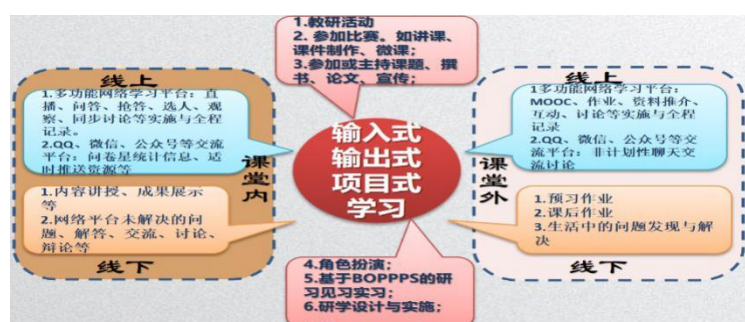 1.教研活动
2. 参加比赛。如讲课、
课件制作、微课；
3.参加或主持课题、撰
书、论文、宣传；
线上
1.多功能网络学习平台：直
播、问答、抢答、选人、观
察、同步讨论等实施与全程
记录。
2.QQ、微信、公众号等交流
平台：问卷星统计信息、适
时推送资源等
课堂内
1.内容讲授、成果展示
等
2.网络平台未解决的问
题、解答、交流、讨论、
辩论等
线下
输入式
输出式
项目式
学习
线上
1多功能网络学习平台：
MOOC、作业、资料推介、
互动、讨论等实施与全程
记录
2.QQ、微信、公众号等交
流平台：非计划性聊天交
流讨论
课堂外
1.预习作业
2.课后作业
3.生活中的问题发现与解
决
线下
4.角色扮演；
5.基于BOPPPS的研
习见习实习；
6.研学设计与实施；